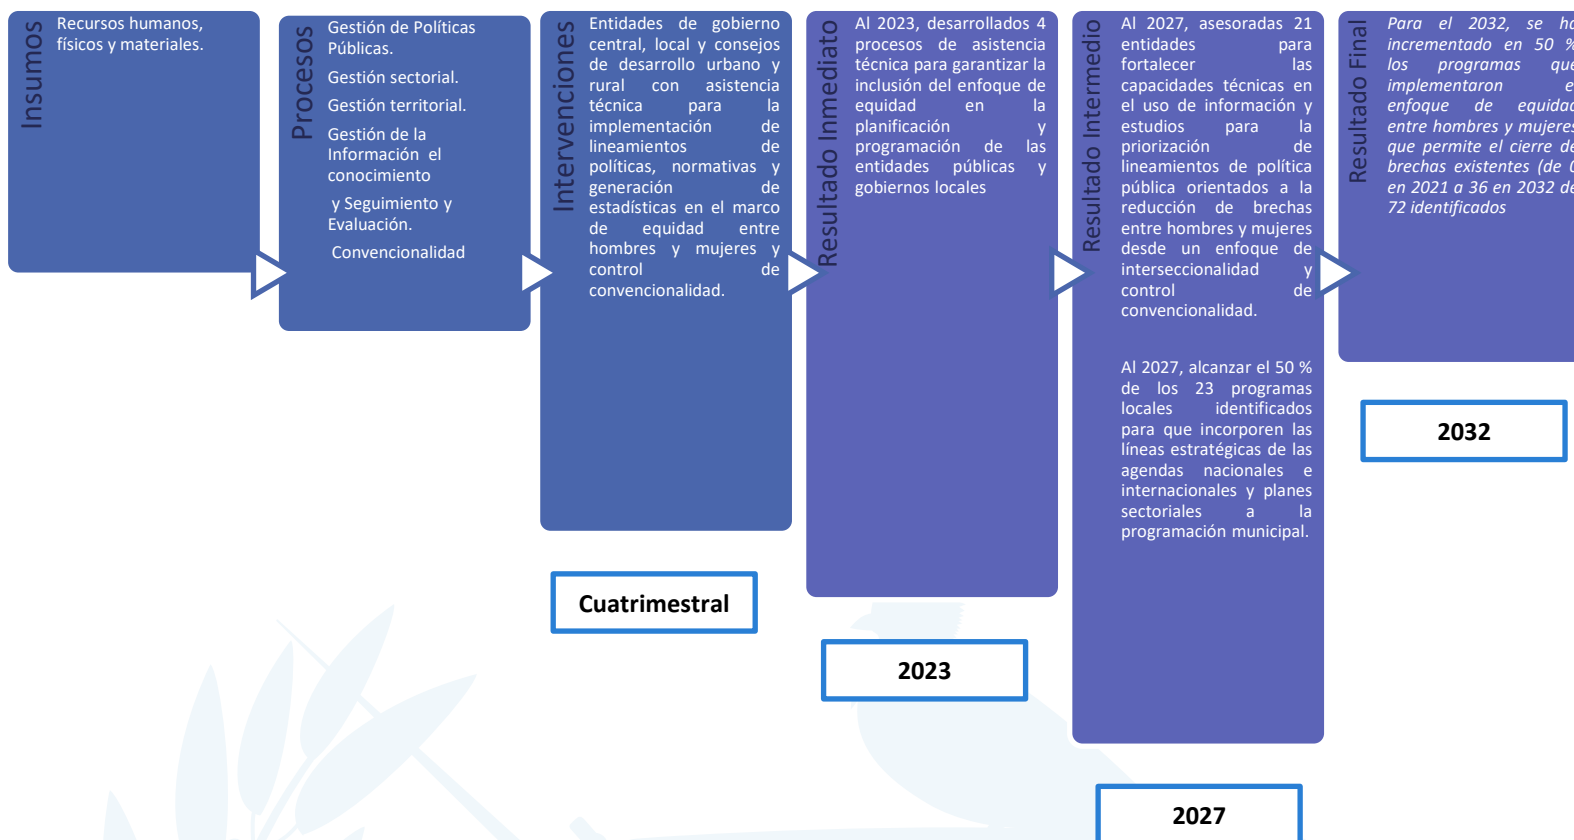 Insumos
Recursos humanos,
físicos y materiales.
Procesos
Gestión de Políticas
Públicas.
Gestión sectorial.
Gestión territorial.
Gestión de la
Información el
conocimiento
y Seguimiento y
Evaluación.
Convencionalidad
Intervenciones
Entidades de gobierno
central, local y consejos
de desarrollo urbano y
rural con asistencia
técnica para la
implementación de
lineamientos de
políticas, normativas y
generación de
estadísticas en el marco
de equidad entre
hombres y mujeres y
control de
convencionalidad.
Cuatrimestral
Resultado Inmediato
Al 2023, desarrollados 4
procesos de asistencia
técnica para garantizar la
inclusión del enfoque de
equidad en la
planificación y
programación de las
entidades públicas y
gobiernos locales
2023
Resultado Intermedio
Al 2027, asesoradas 21
entidades para
fortalecer las
capacidades técnicas en
el uso de información y
estudios para la
priorización de
lineamientos de política
pública orientados a la
reducción de brechas
entre hombres y mujeres
desde un enfoque de
interseccionalidad y
control de
convencionalidad.
Al 2027, alcanzar el 50 %
de los 23 programas
locales identificados
para que incorporen las
líneas estratégicas de las
agendas nacionales e
internacionales y planes
sectoriales a la
programación municipal.
2027
Resultado Final
Para el 2032, se ha
incrementado en 50 %
los programas que
implementaron e
enfoque de equidad
entre hombres y mujeres
que permite el cierre de
brechas existentes (de 0
en 2021 a 36 en 2032 de
72 identificados
2032